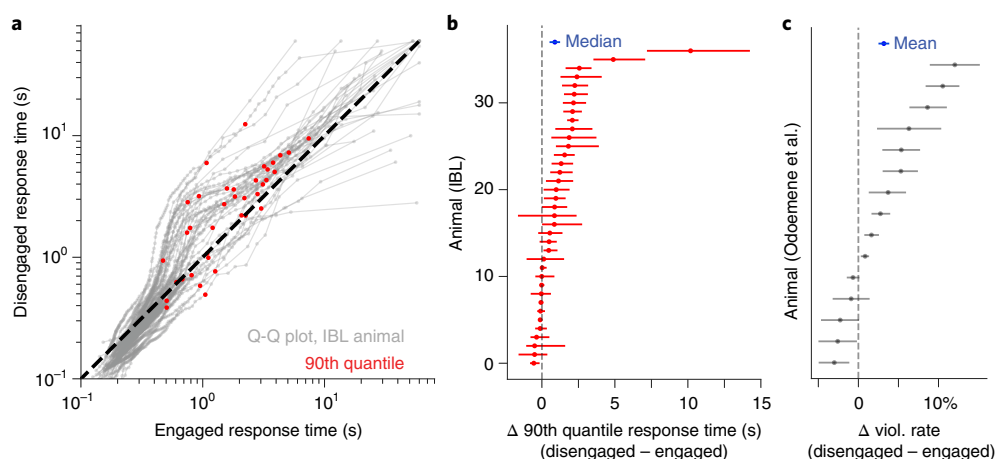 a
Disengaged response time (s)
10¹
10⁰
10⁻¹
10⁻¹
10⁰
10¹
Engaged response time (s)
Q-Q plot, IBL animal
90th quantile
b
Median
Animal (IBL)
30
20
10
0
0
5
10
15
Δ 90th quantile response time (s)
(disengaged – engaged)
c
Mean
Animal (Odoemene et al.)
0
10%
Δ viol. rate
(disengaged – engaged)